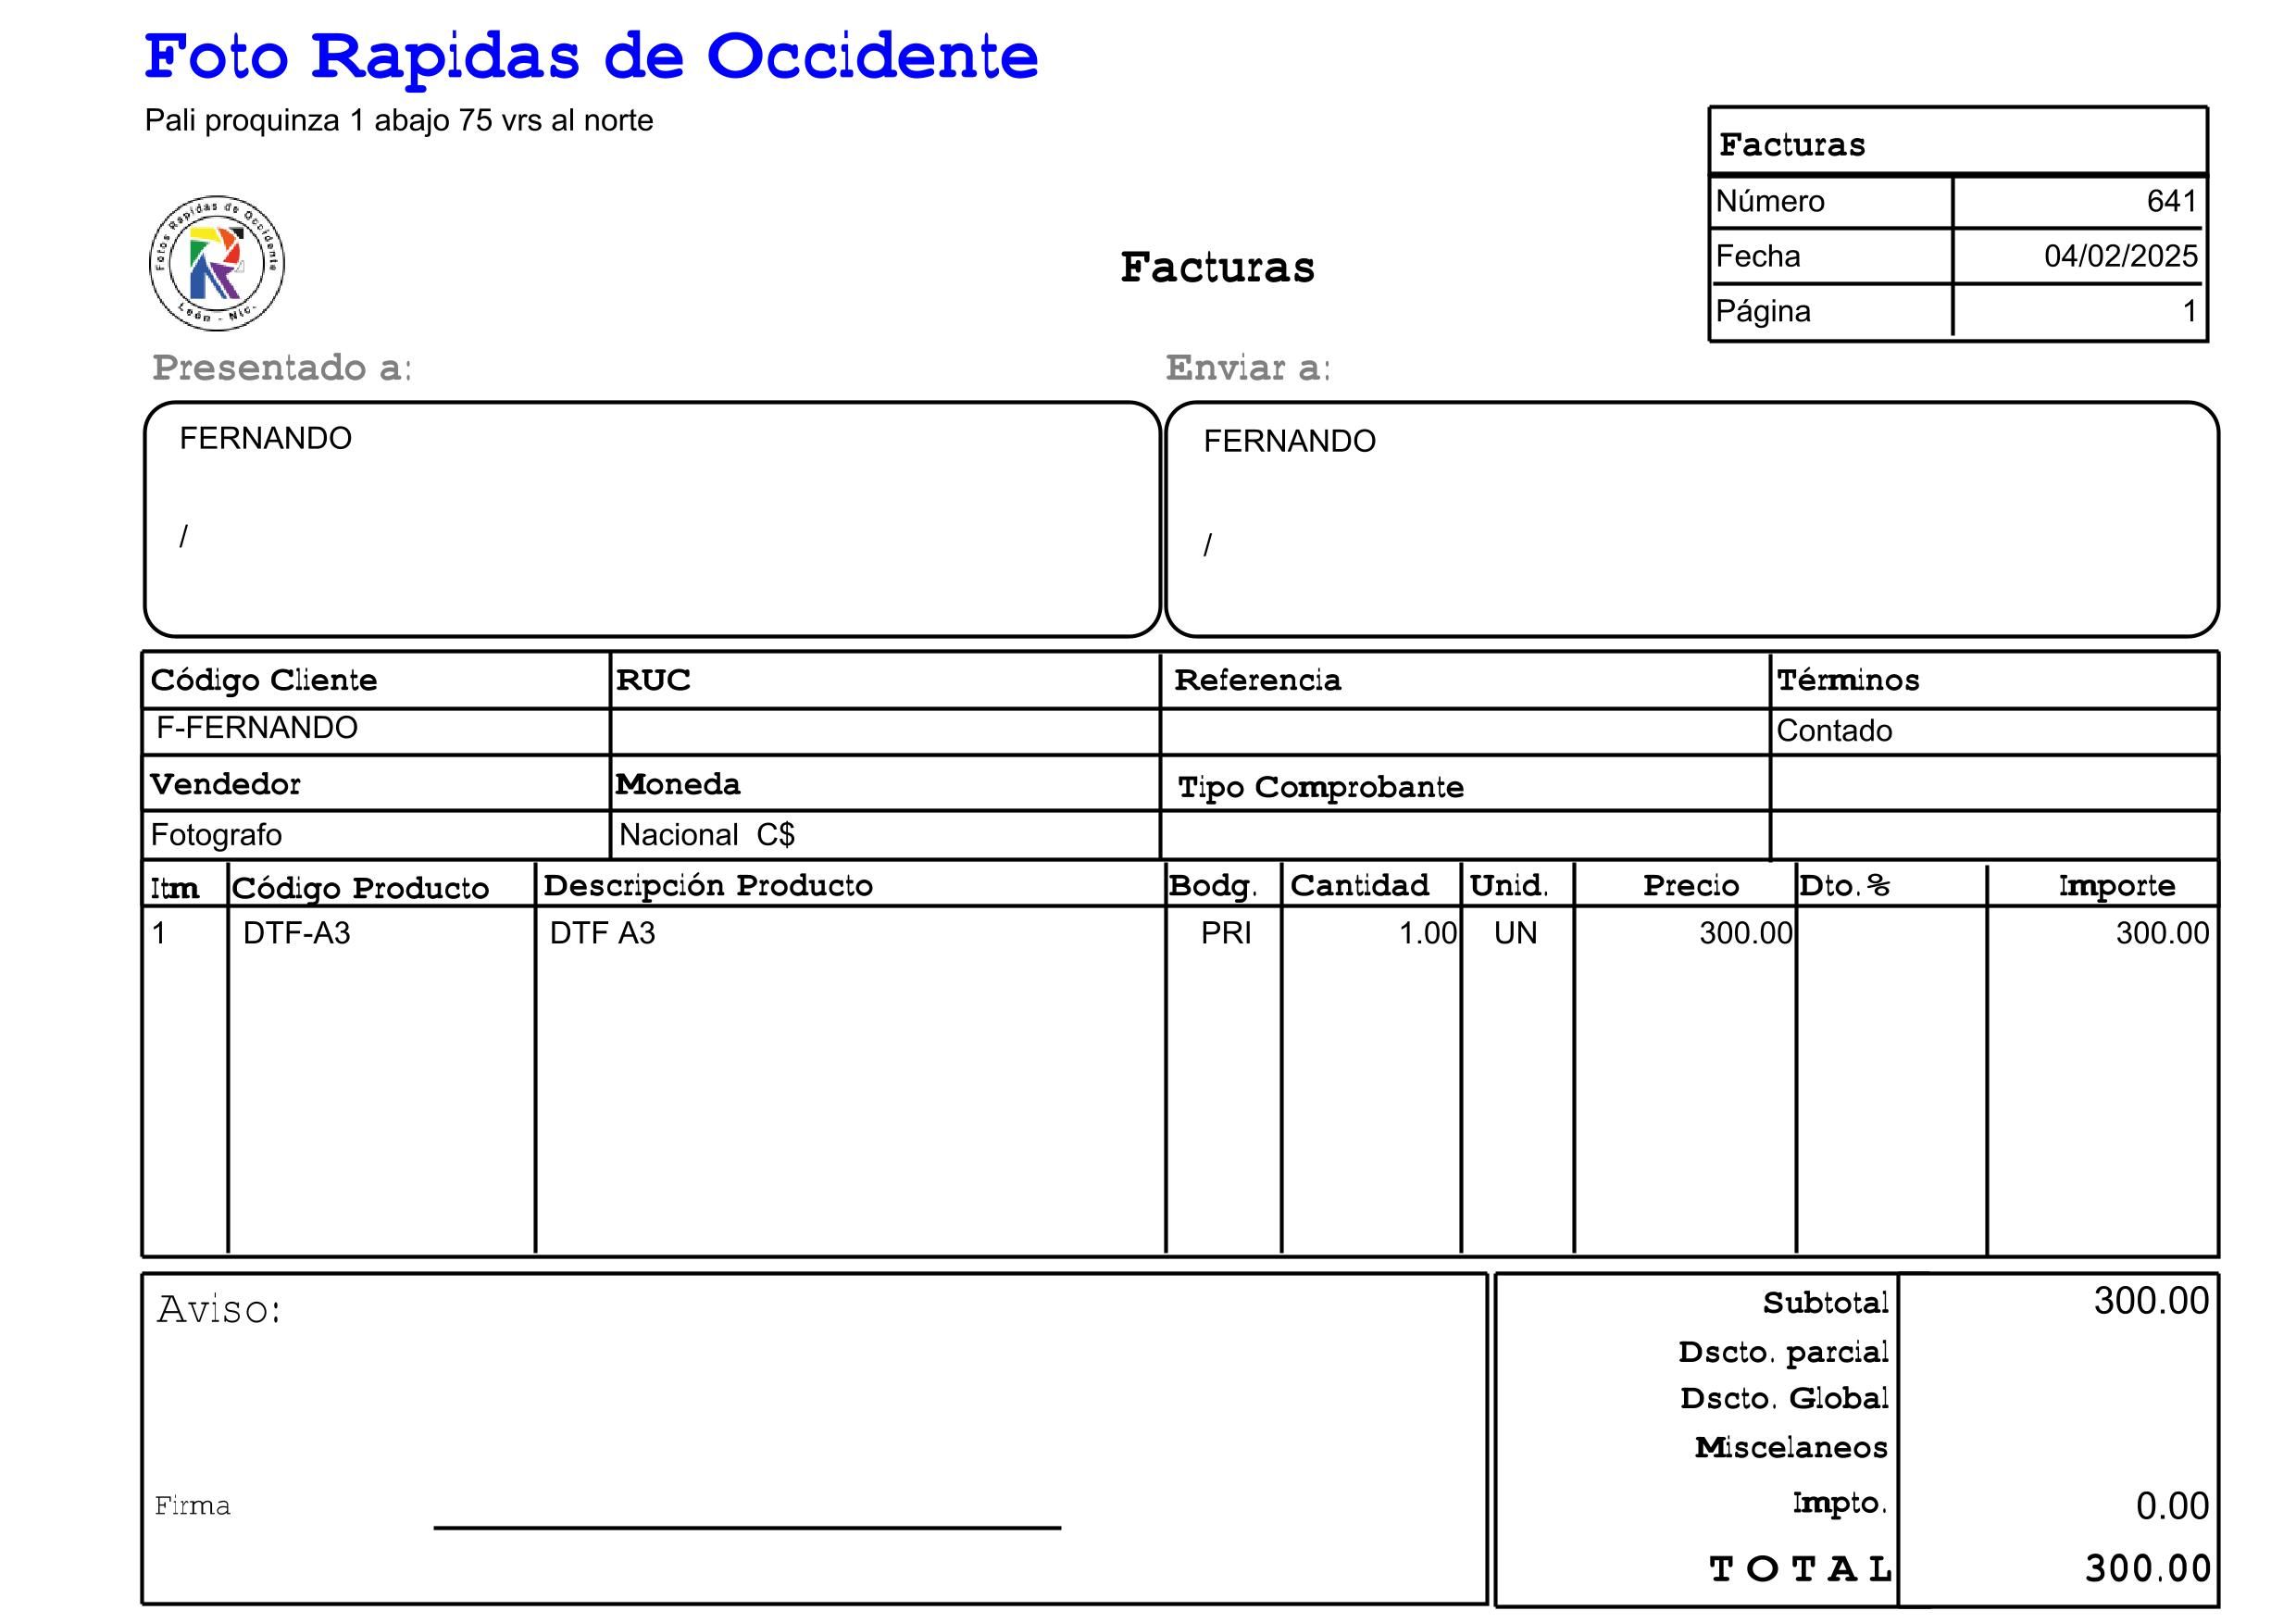 Foto Rapidas de Occidente
Pali proquinza 1 abajo 75 vrs al norte
Facturas
Número 641
Fecha 04/02/2025
Página 1
Fotos Rapidas de Occidente
León - Nic.
Facturas
Presentado a: Enviar a:
FERNANDO FERNANDO
/ /
Código Cliente RUC Referencia Términos
F-FERNANDO Contado
Vendedor Moneda Tipo Comprobante
Fotografo Nacional C$
Itm Código Producto Descripción Producto Bodg. Cantidad Unid. Precio Dto.% Importe
1 DTF-A3 DTF A3 PRI 1.00 UN 300.00 300.00
Aviso:
Subtotal 300.00
Dscto. parcial
Dscto. Global
Miscelaneos
Firma
Impto. 0.00
TOTAL 300.00